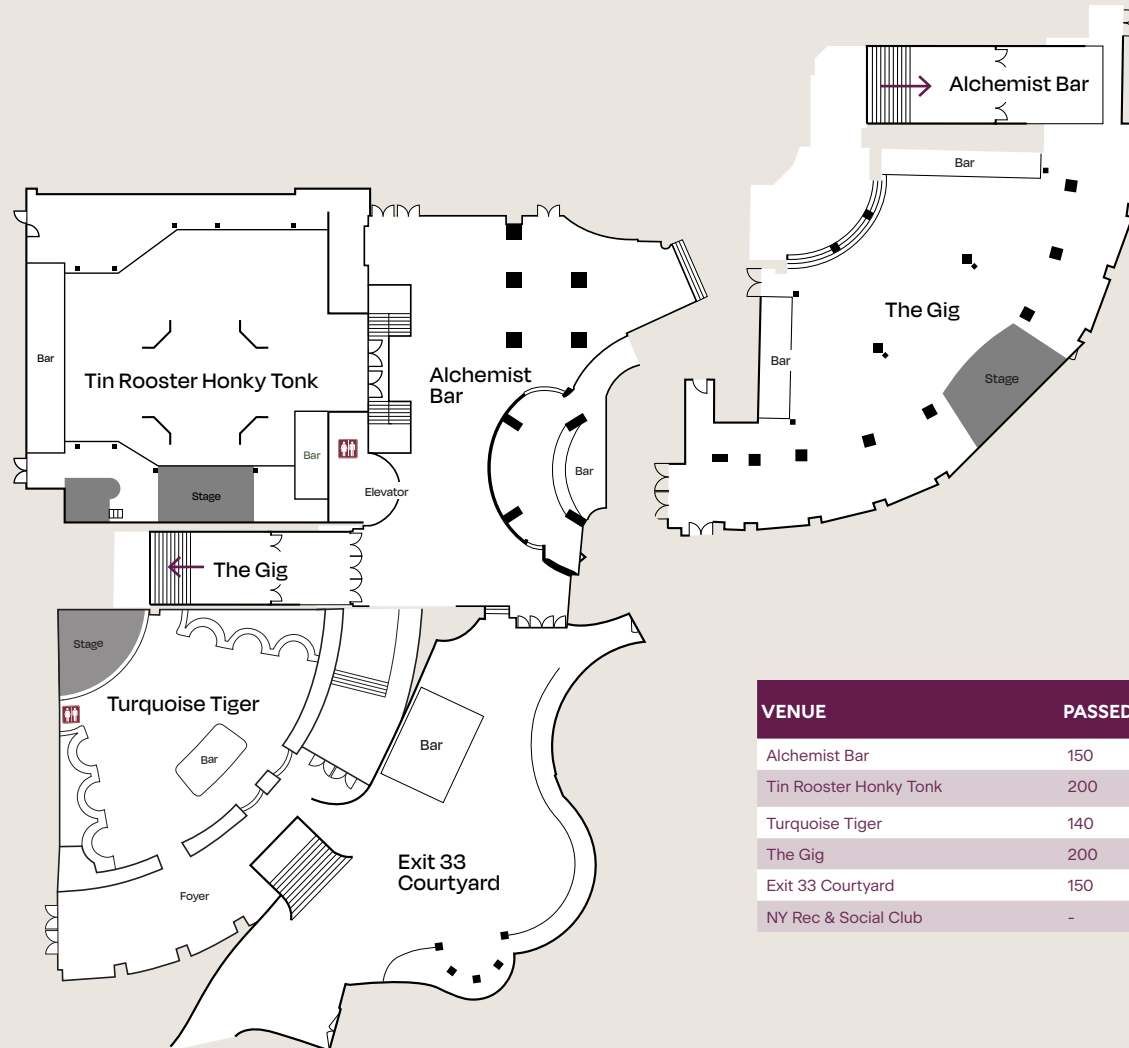 Alchemist Bar
Bar
The Gig
Bar
Stage
Bar
Tin Rooster Honky Tonk
Alchemist
Bar
Bar
Bar
Elevator
Stage
The Gig
Stage
Turquoise Tiger
Bar
Bar
Exit 33
Courtyard
Foyer
VENUE PASSED
Alchemist Bar 150
Tin Rooster Honky Tonk 200
Turquoise Tiger 140
The Gig 200
Exit 33 Courtyard 150
NY Rec & Social Club -